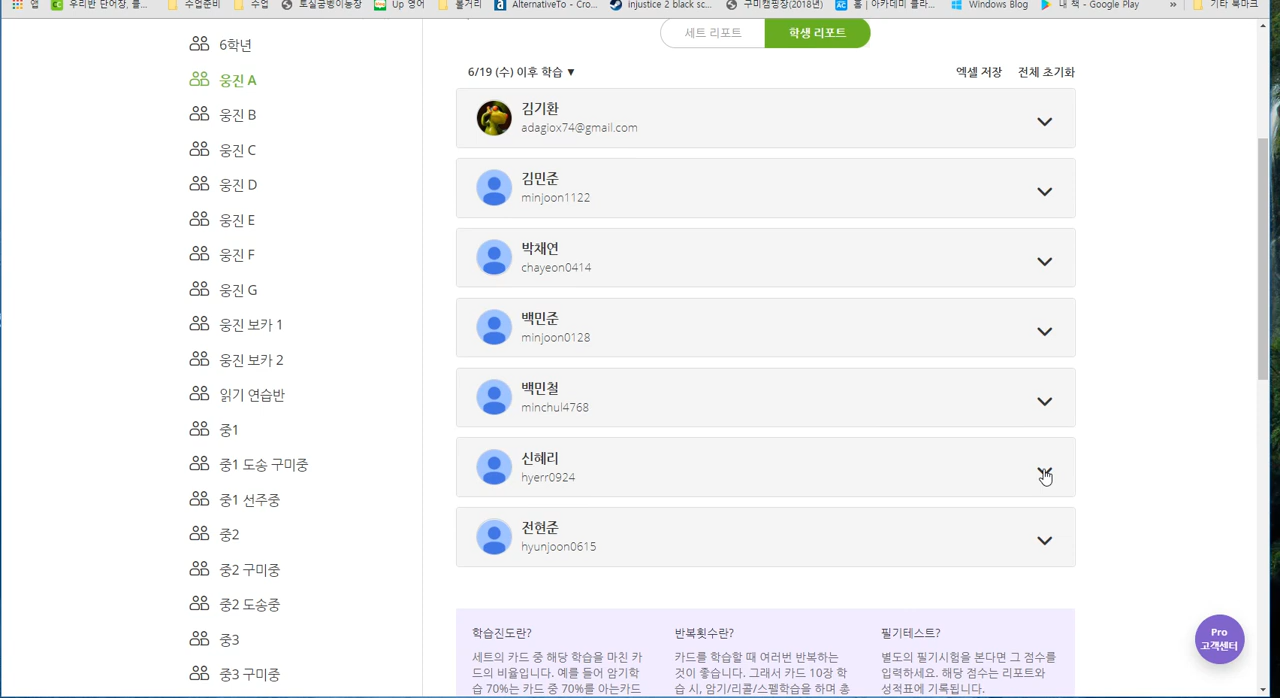 앱
우리반 단어장, 클...
수업준비
수업
토실금빙이농장
Up 영어
볼거리
AlternativeTo - Cro...
injustice 2 black sc...
구미캠핑장(2018년)
홈 | 아카데미 클라...
Windows Blog
내 책 - Google Play
»
기타 북마크
6학년
웅진 A
웅진 B
웅진 C
웅진 D
웅진 E
웅진 F
웅진 G
웅진 보카 1
웅진 보카 2
읽기 연습반
중1
중1 도송 구미중
중1 선주중
중2
중2 구미중
중2 도송중
중3
중3 구미중
세트 리포트
학생 리포트
6/19 (수) 이후 학습 ▼
엑셀 저장
전체 초기화
김기환
adagiox74@gmail.com
김민준
minjoon1122
박채연
chayeon0414
백민준
minjoon0128
백민철
minchul4768
신혜리
hyerr0924
전현준
hyunjoon0615
학습진도란?
세트의 카드 중 해당 학습을 마친 카
드의 비율입니다. 예를 들어 암기학
습 70%는 카드 중 70%를 아는카드
반복횟수란?
카드를 학습할 때 여러번 반복하는
것이 좋습니다. 그래서 카드 10장 학
습 시, 암기/리콜/스펠학습을 하며 총
필기테스트?
별도의 필기시험을 본다면 그 점수를
입력하세요. 해당 점수는 리포트와
성적표에 기록됩니다.
Pro
고객센터